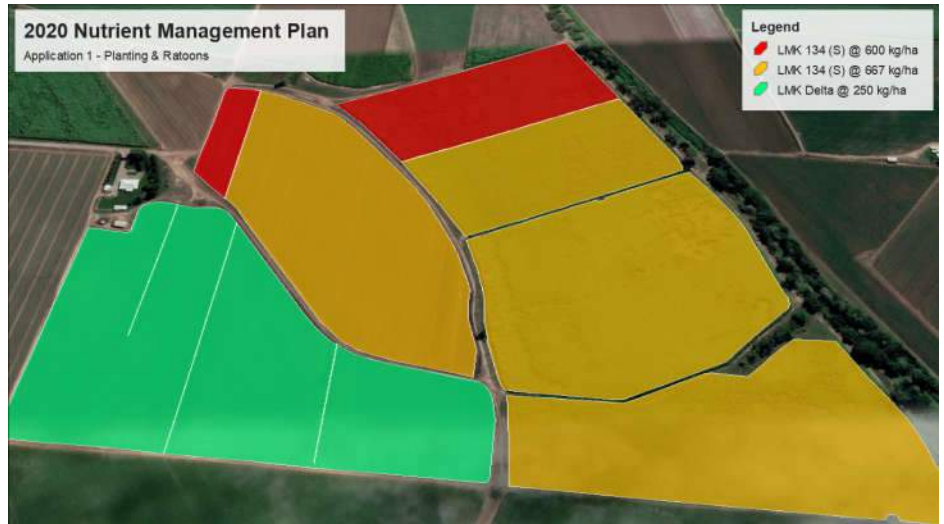 2020 Nutrient Management Plan
Application 1 - Planting & Ratoons
Legend
LMK 134 (S) @ 600 kg/ha
LMK 134 (S) @ 667 kg/ha
LMK Delta @ 250 kg/ha